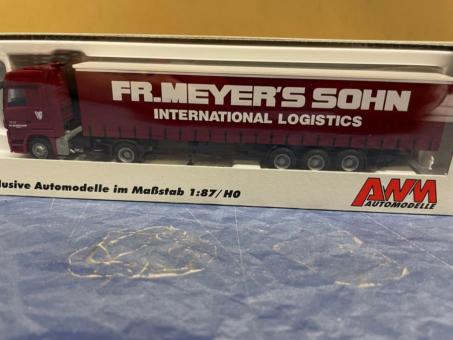 FR.MEYER'S SOHN
INTERNATIONAL LOGISTICS
lusive Automodelle im Maßstab 1:87/H0
AWM
AUTOMODELLE